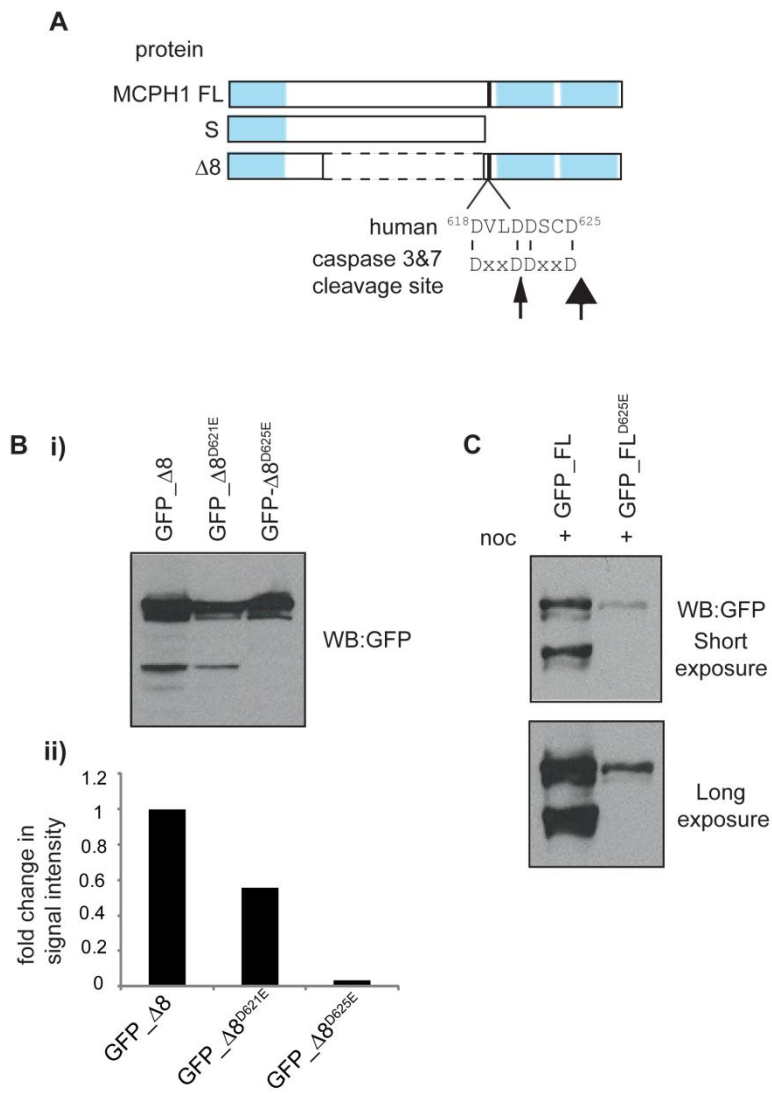 A
protein
MCPH1 FL
S
Δ8
human ⁶¹⁸DVLDDSCD⁶²⁵
caspase 3&7 DxxDDxxD
cleavage site
B i)
GFP_Δ8
GFP_Δ8ᴰ⁶²¹ᴱ
GFP-Δ8ᴰ⁶²⁵ᴱ
WB:GFP
ii)
fold change in
signal intensity
1.2
1
0.8
0.6
0.4
0.2
0
GFP_Δ8
GFP_Δ8ᴰ⁶²¹ᴱ
GFP_Δ8ᴰ⁶²⁵ᴱ
C
GFP_FL
GFP_FLᴰ⁶²⁵ᴱ
noc + +
WB:GFP
Short
exposure
Long
exposure